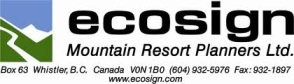 ecosign
Mountain Resort Planners Ltd.
Box 63 Whistler, B.C. Canada V0N 1B0 (604) 932-5976 Fax: 932-1897
www.ecosign.com